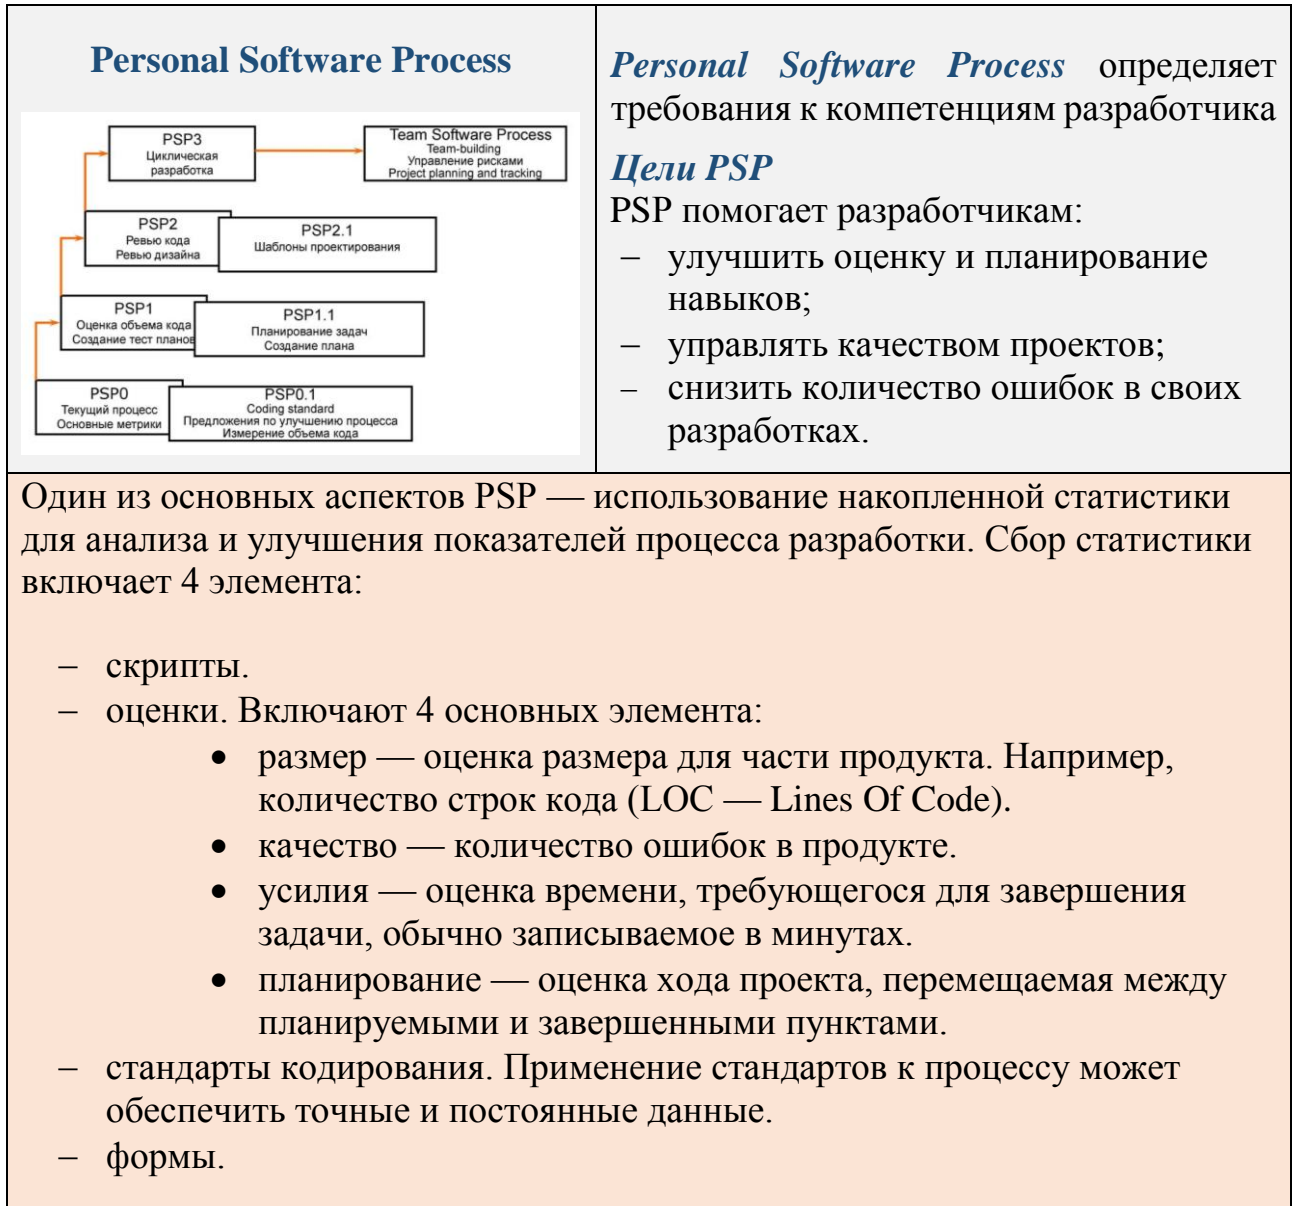 Personal Software Process
PSP3
Циклическая
разработка
Team Software Process
Team-building
Управление рисками
Project planning and tracking
PSP2
Ревью кода
Ревью дизайна
PSP2.1
Шаблоны проектирования
PSP1
Оценка объема кода
Создание тест планов
PSP1.1
Планирование задач
Создание плана
PSP0
Текущий процесс
Основные метрики
PSP0.1
Coding standard
Предложения по улучшению процесса
Измерение объема кода
Personal Software Process определяет
требования к компетенциям разработчика
Цели PSP
PSP помогает разработчикам:
– улучшить оценку и планирование
навыков;
– управлять качеством проектов;
– снизить количество ошибок в своих
разработках.
Один из основных аспектов PSP — использование накопленной статистики
для анализа и улучшения показателей процесса разработки. Сбор статистики
включает 4 элемента:
– скрипты.
– оценки. Включают 4 основных элемента:
• размер — оценка размера для части продукта. Например,
количество строк кода (LOC — Lines Of Code).
• качество — количество ошибок в продукте.
• усилия — оценка времени, требующегося для завершения
задачи, обычно записываемое в минутах.
• планирование — оценка хода проекта, перемещаемая между
планируемыми и завершенными пунктами.
– стандарты кодирования. Применение стандартов к процессу может
обеспечить точные и постоянные данные.
– формы.